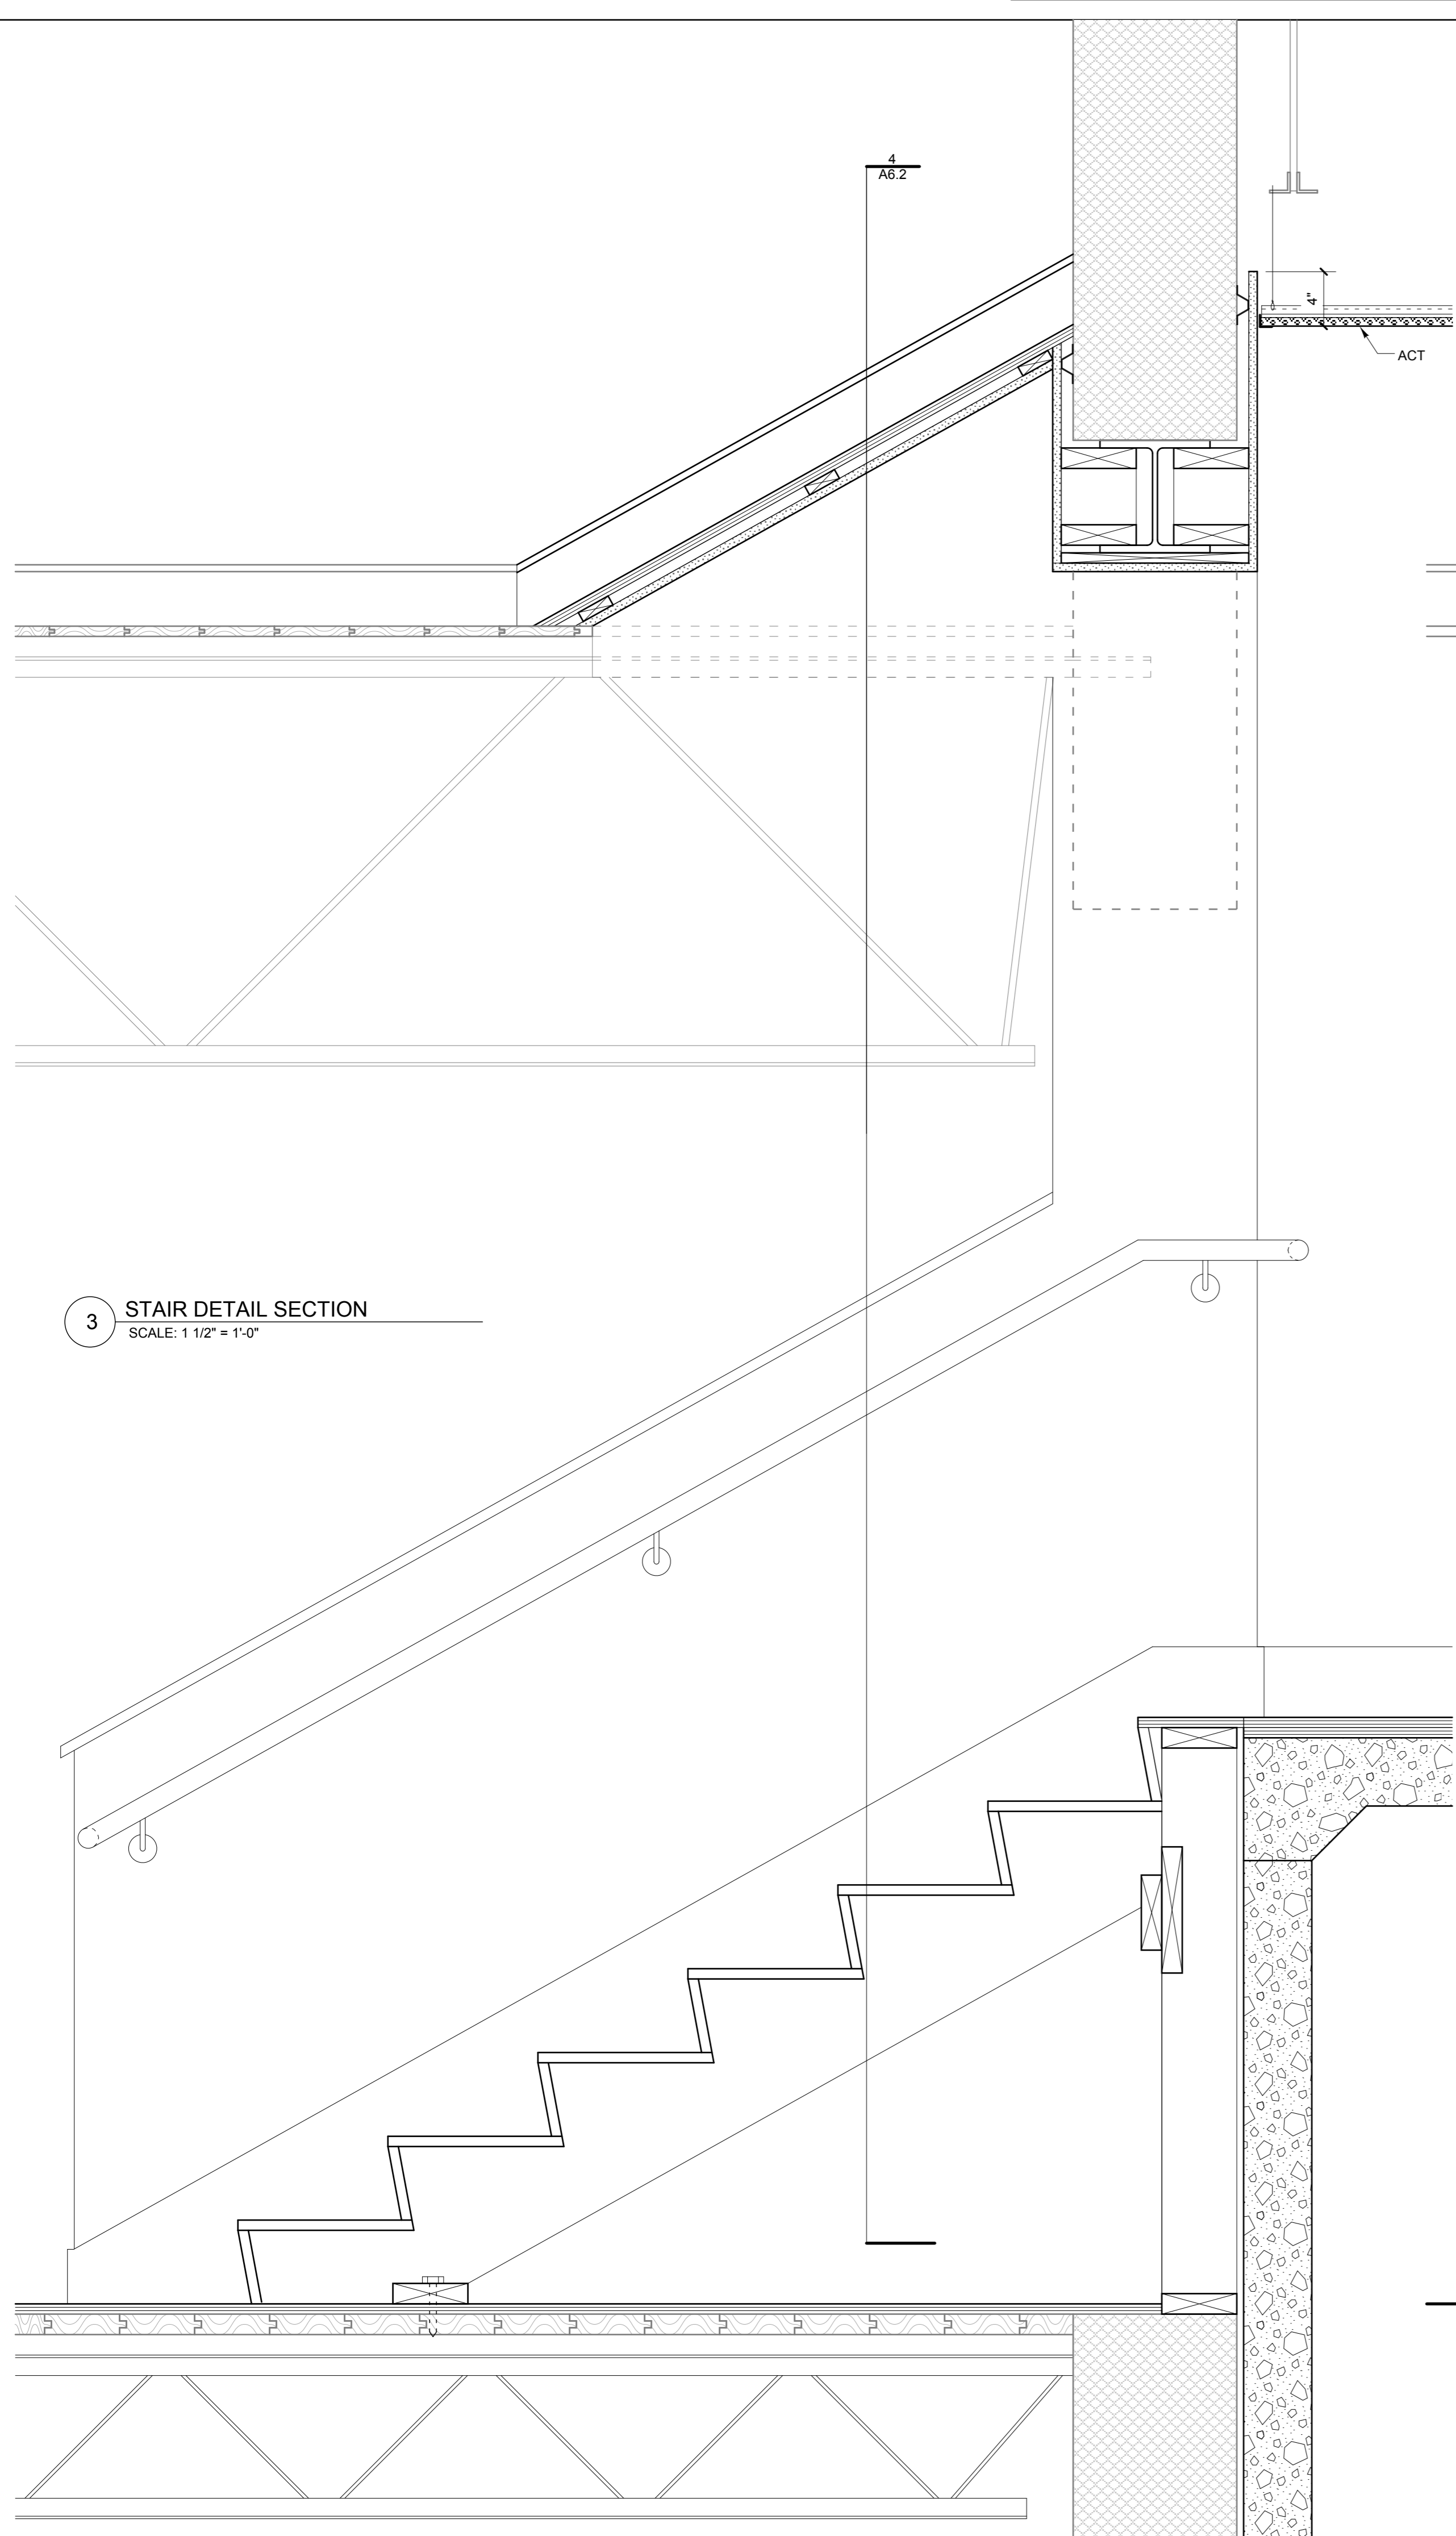 4
A6.2
4"
ACT
3
STAIR DETAIL SECTION
SCALE: 1 1/2" = 1'-0"